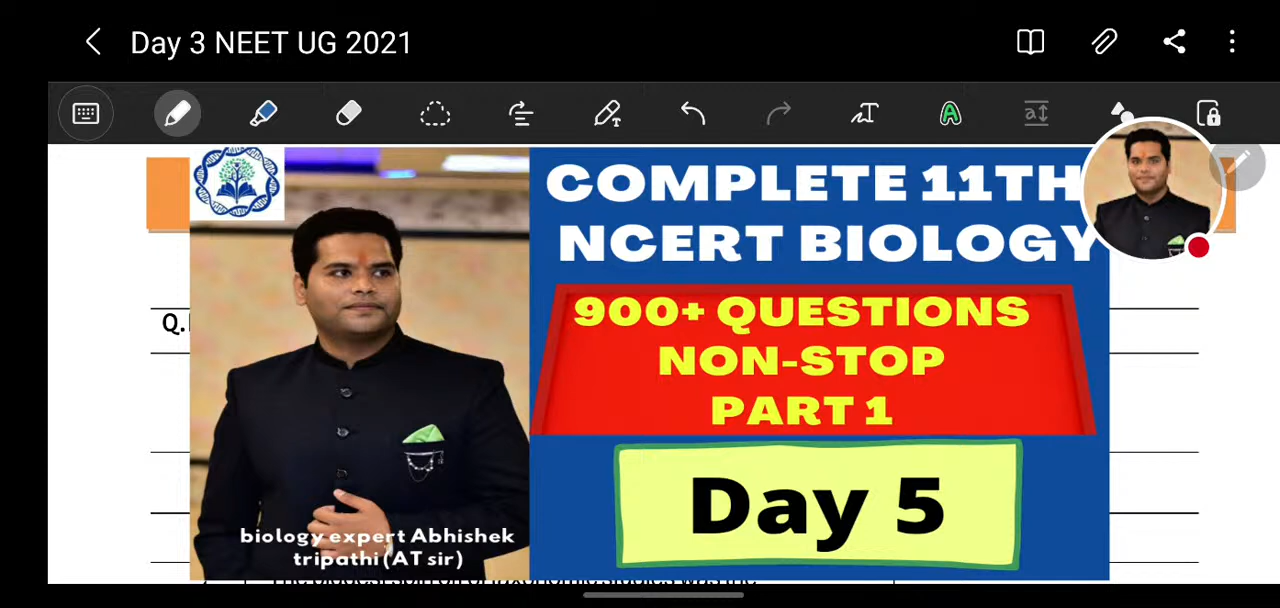 Day 3 NEET UG 2021
COMPLETE 11TH
NCERT BIOLOGY
900+ QUESTIONS
NON-STOP
PART 1
Q.
Day 5
biology expert Abhishek
tripathi (AT sir)